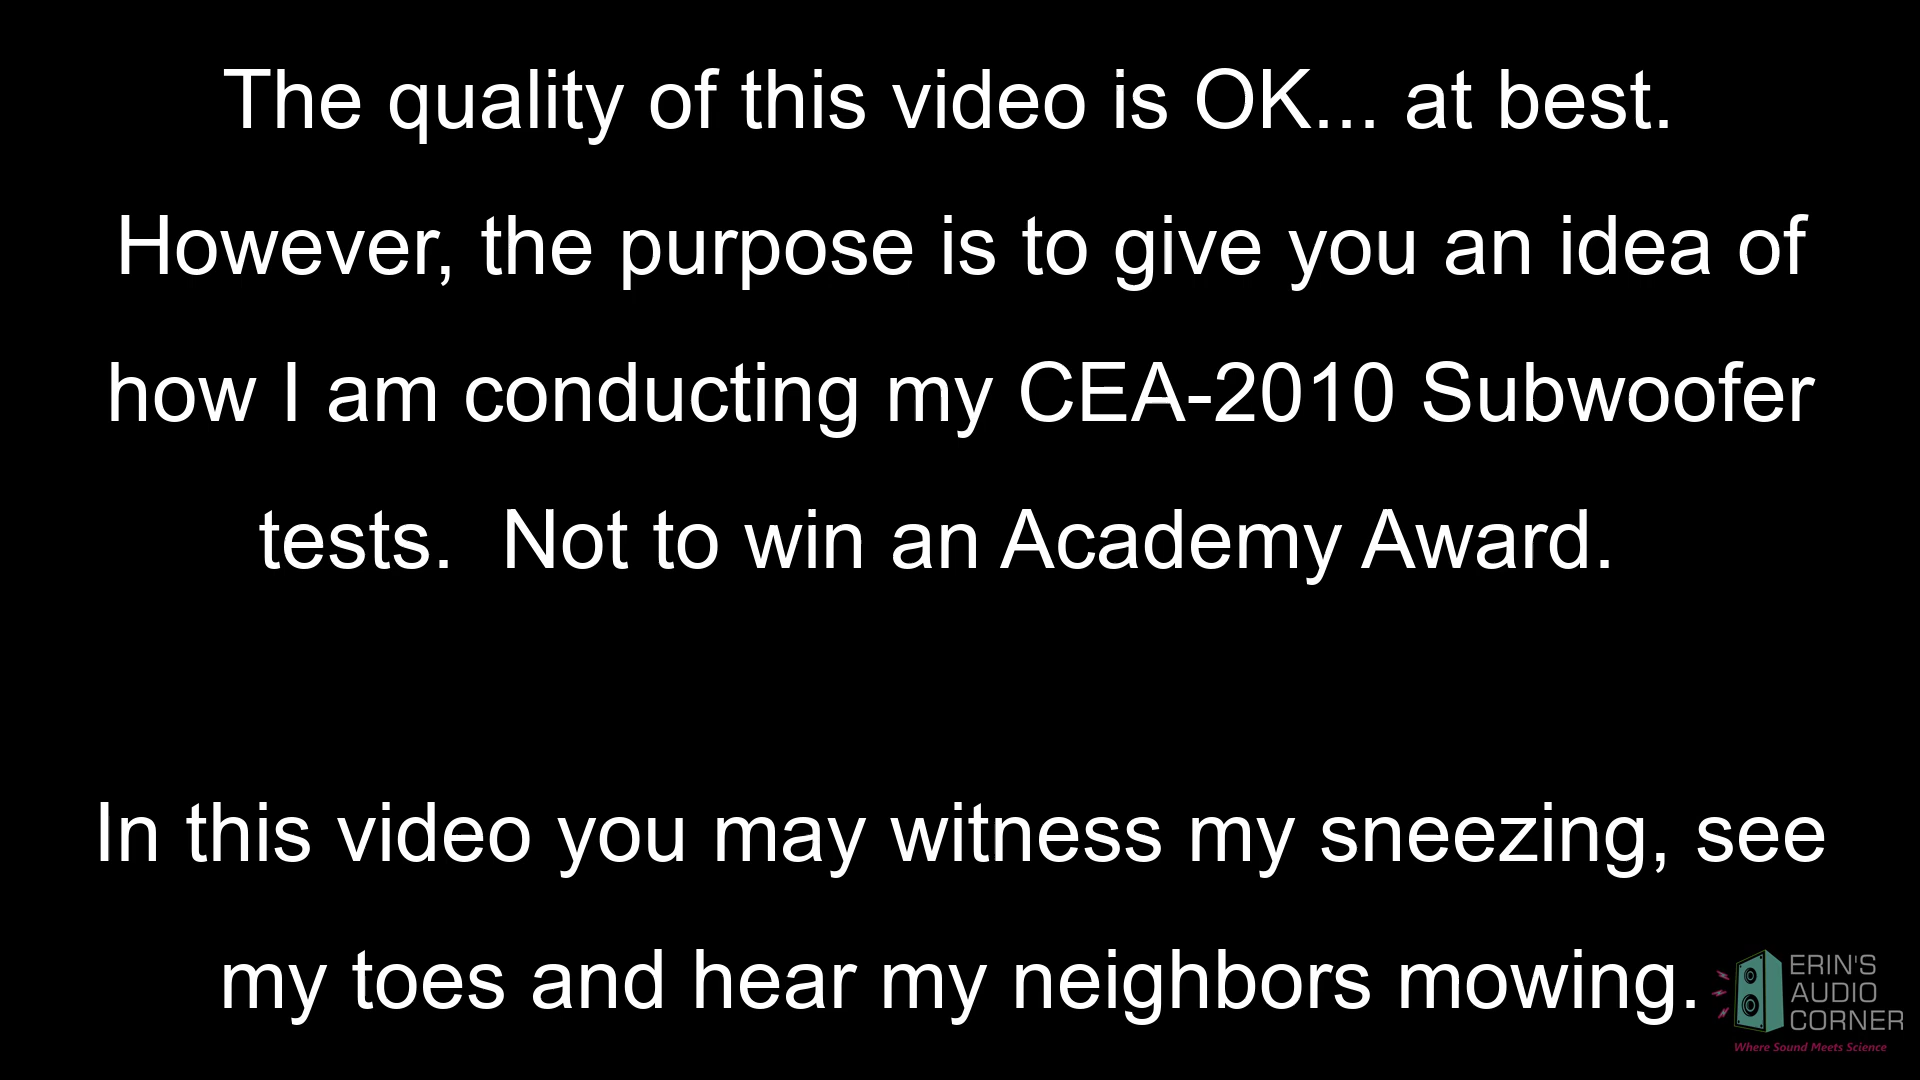 The quality of this video is OK... at best.
However, the purpose is to give you an idea of
how I am conducting my CEA-2010 Subwoofer
tests.  Not to win an Academy Award.
In this video you may witness my sneezing, see
my toes and hear my neighbors mowing.
ERIN'S
AUDIO
CORNER
Where Sound Meets Science